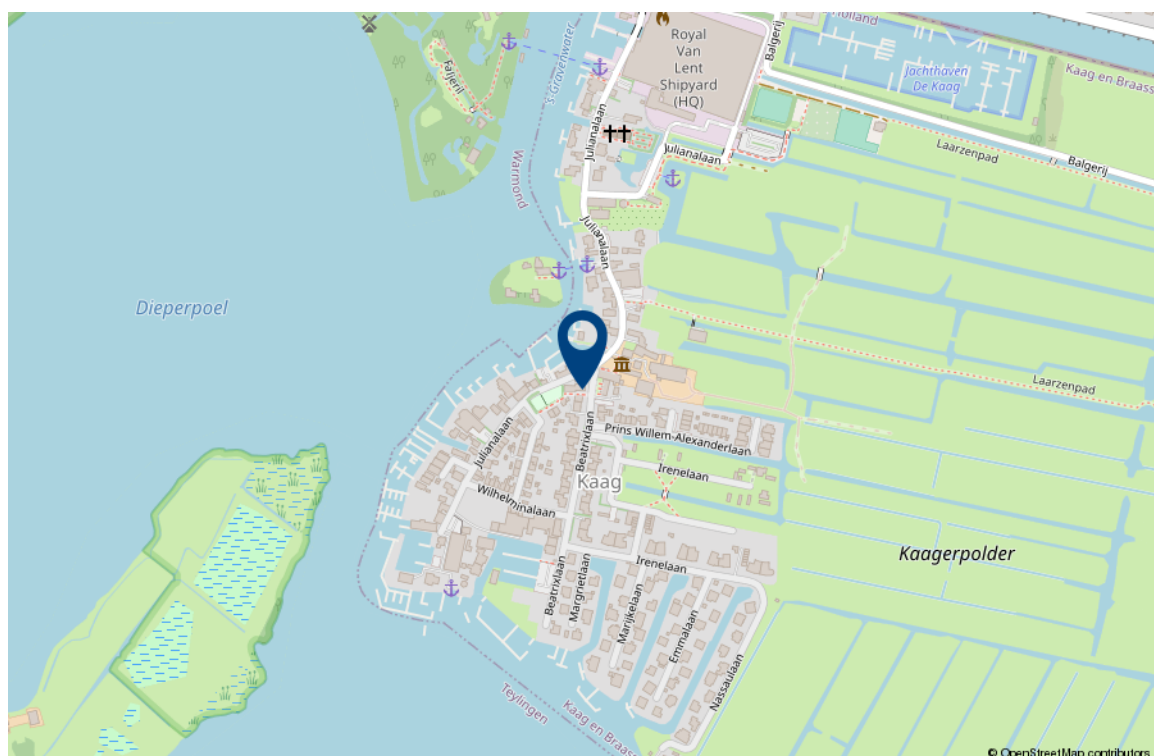 Holland
Royal
Van
Lent
Shipyard
(HQ)
Balgerij
Jachthaven
De Kaag
Kaag en Braass
Faljeril
's-Gravenwater
Warmond
Julianalaan
Julianalaan
Laarzenpad
Balgerij
Julianalaan
Dieperpoel
Laarzenpad
Julianalaan
Beatrixlaan
Prins Willem-Alexanderlaan
Irenelaan
Kaag
Wilhelminalaan
Kaagerpolder
Irenelaan
Beatrixlaan
Margrietlaan
Marijkelaan
Emmalaan
Nassaulaan
Teylingen
Kaag en Braass
© OpenStreetMap contributors